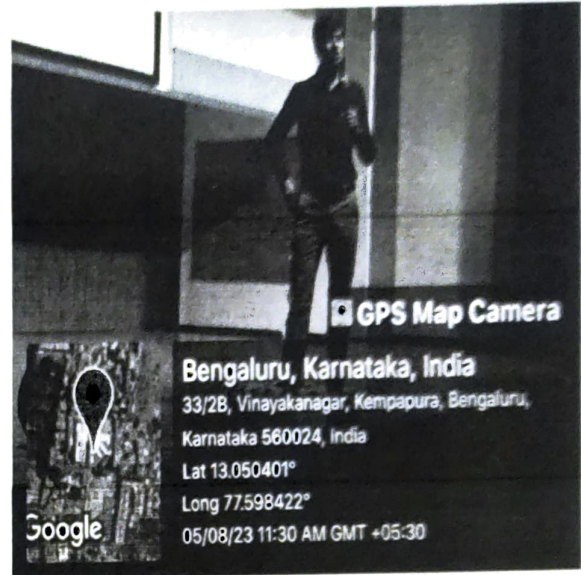 GPS Map Camera
Bengaluru, Karnataka, India
33/2B, Vinayakanagar, Kempapura, Bengaluru,
Karnataka 560024, India
Lat 13.050401°
Long 77.598422°
05/08/23 11:30 AM GMT +05:30
Google